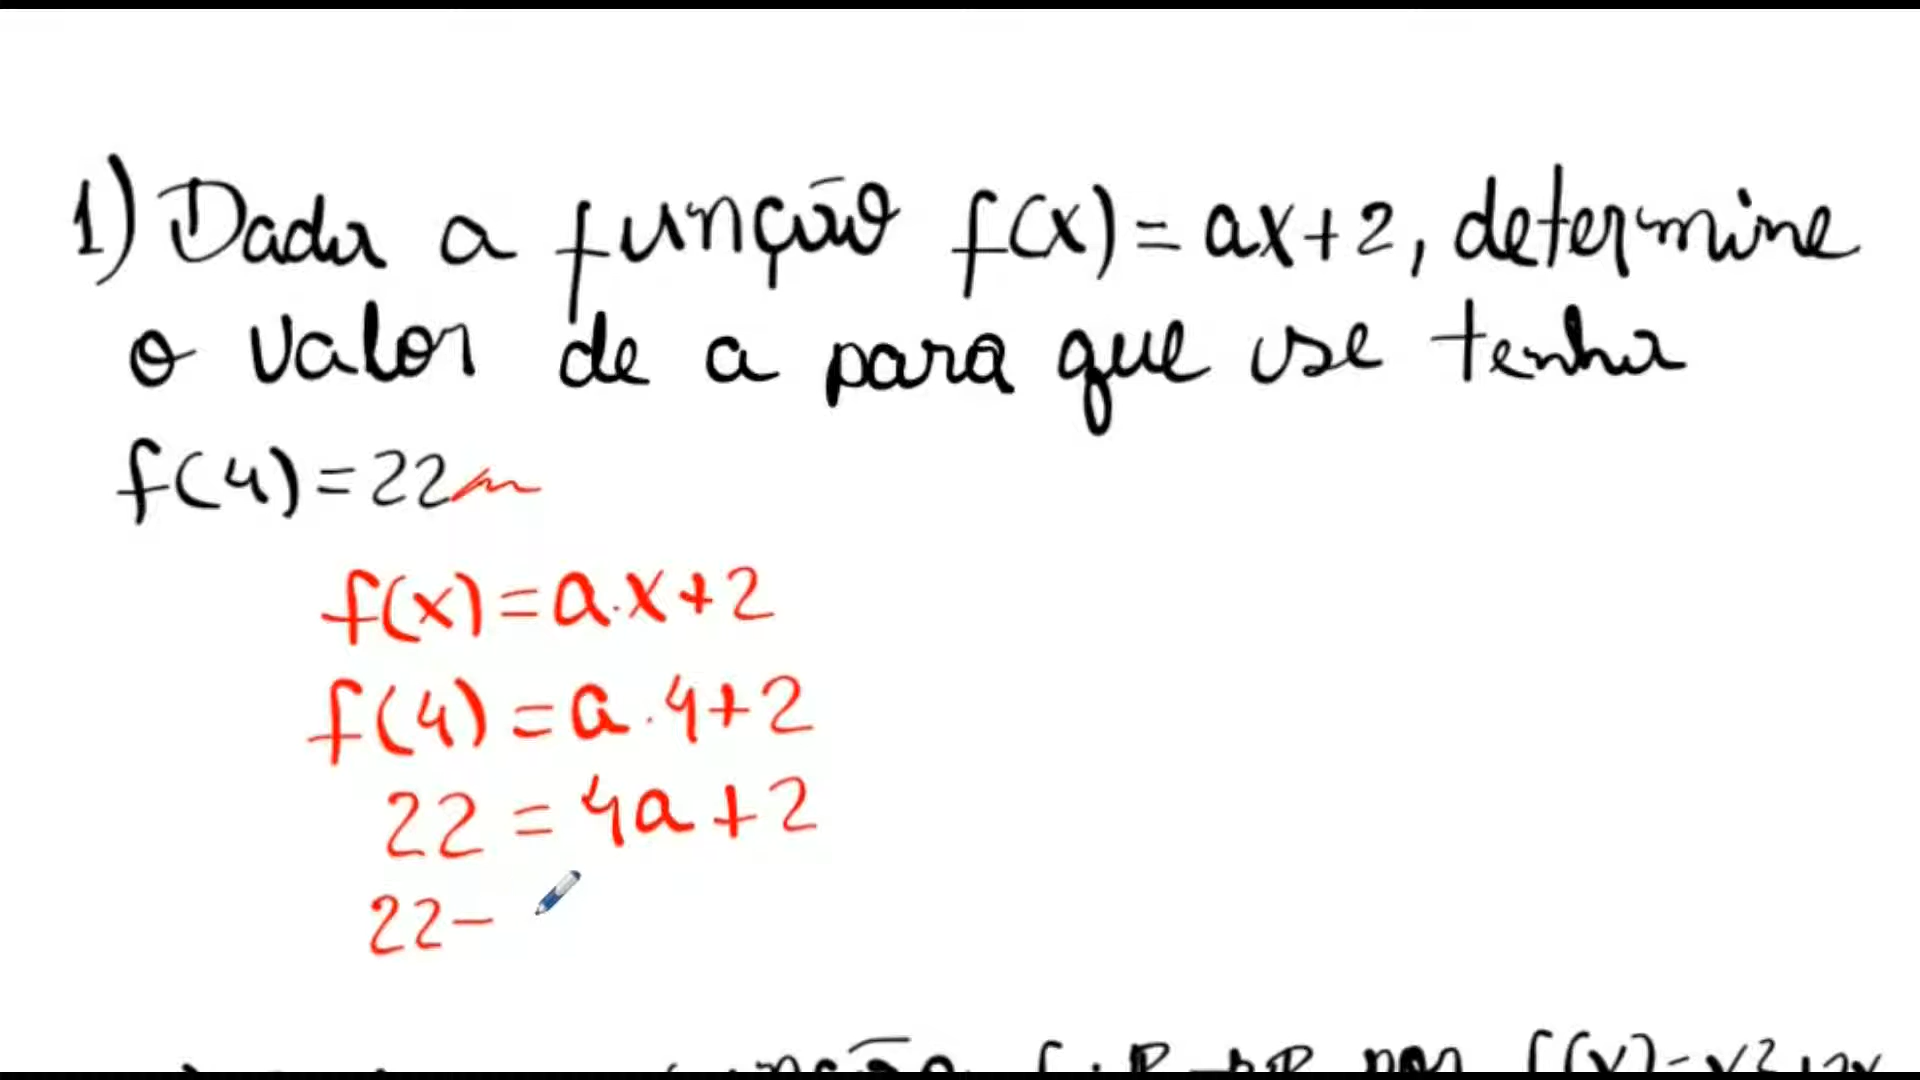 1) Dada a função f(x) = ax+2, determine
o valor de a para que se tenha
f(4) = 22
f(x) = a.x+2
f(4) = a.4+2
22 = 4a+2
22-